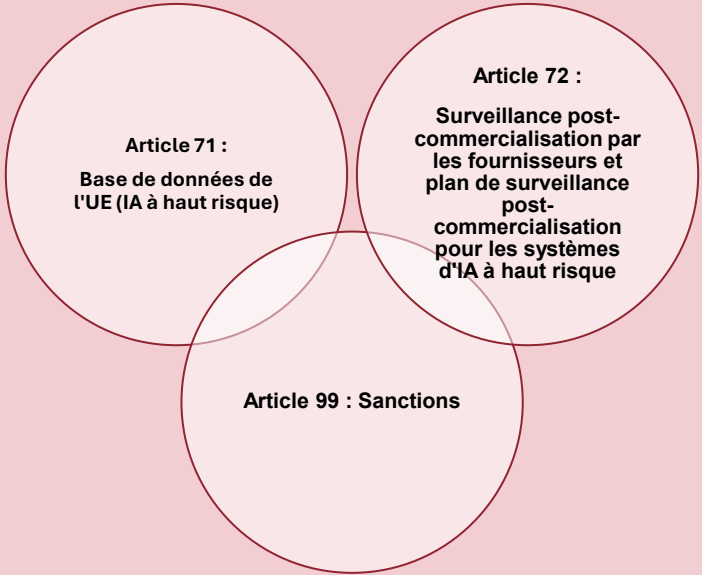 Article 71 :
Base de données de
l'UE (IA à haut risque)
Article 72 :
Surveillance post-
commercialisation par
les fournisseurs et
plan de surveillance
post-
commercialisation
pour les systèmes
d'IA à haut risque
Article 99 : Sanctions